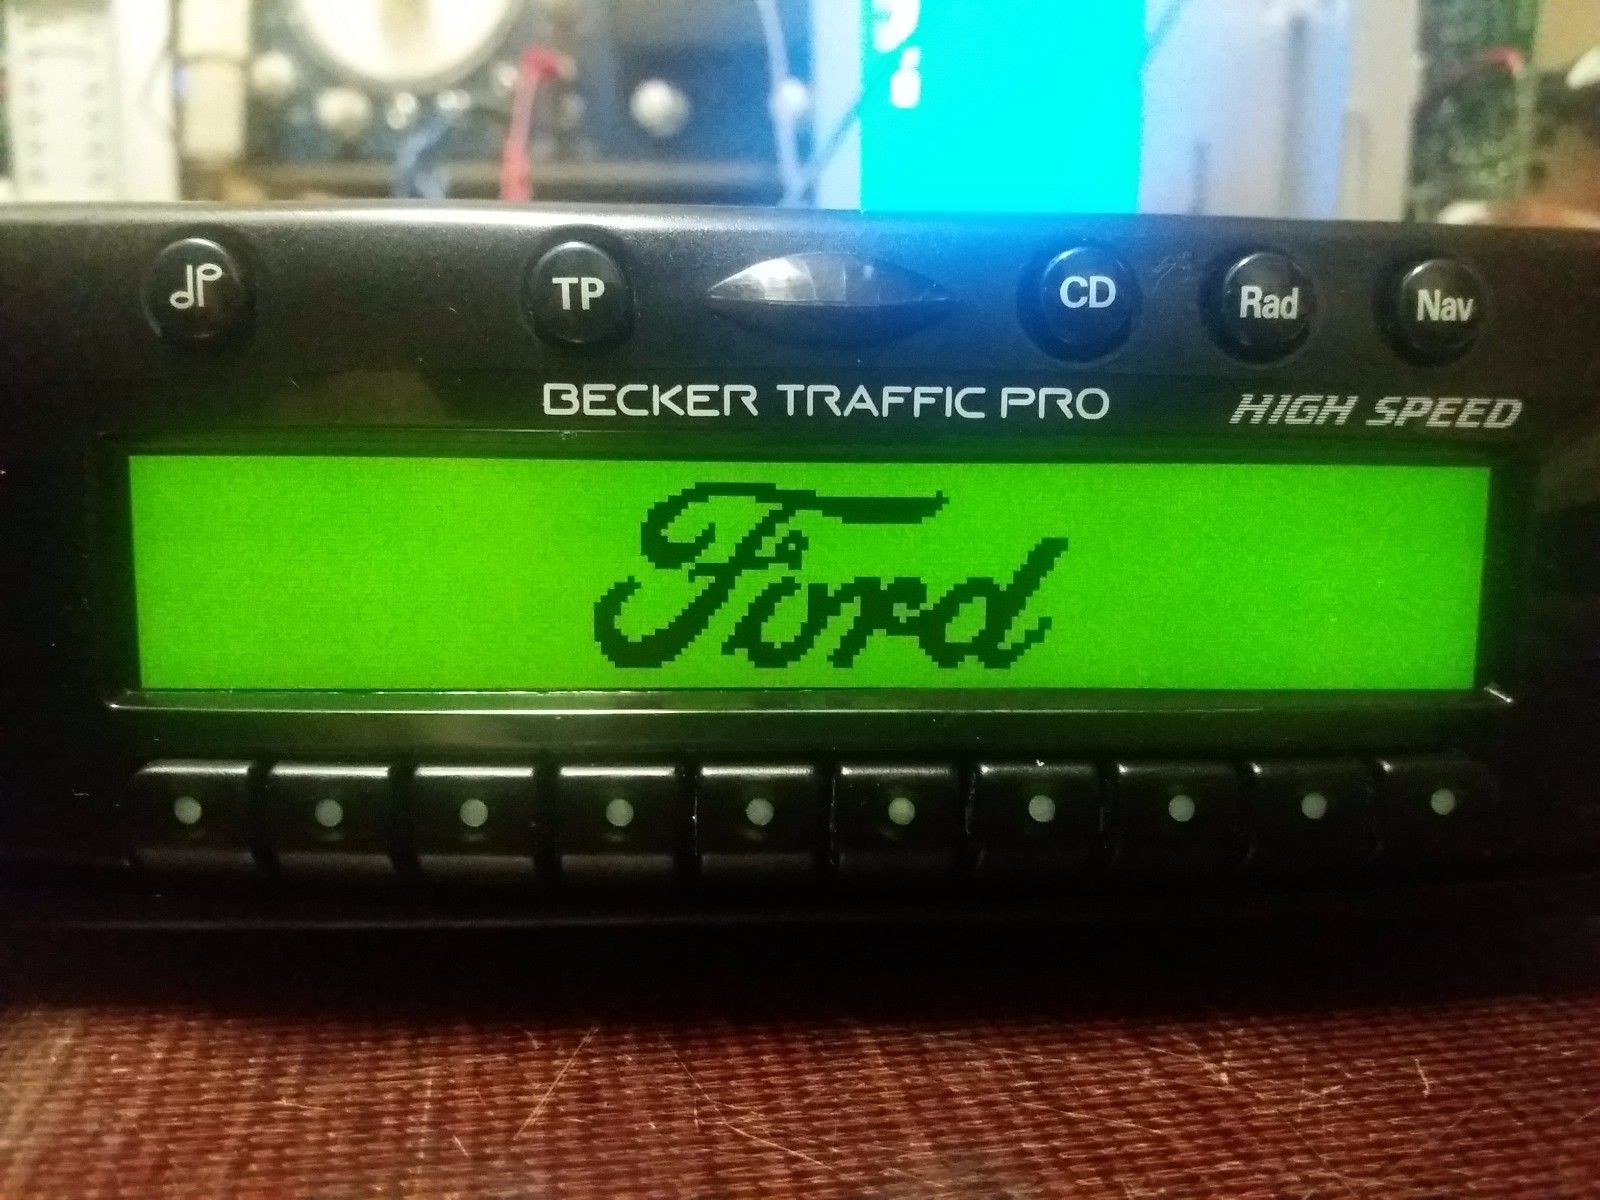 TP
CD
Rad
Nav
BECKER TRAFFIC PRO
HIGH SPEED
Ford